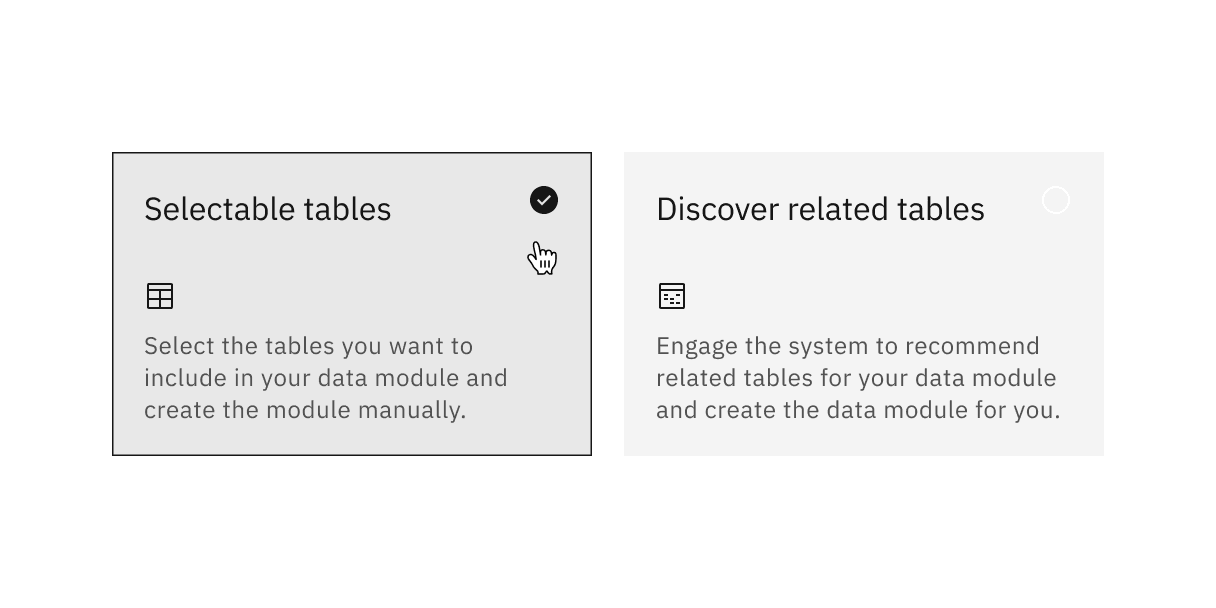 Selectable tables
Select the tables you want to
include in your data module and
create the module manually.
Discover related tables
Engage the system to recommend
related tables for your data module
and create the data module for you.